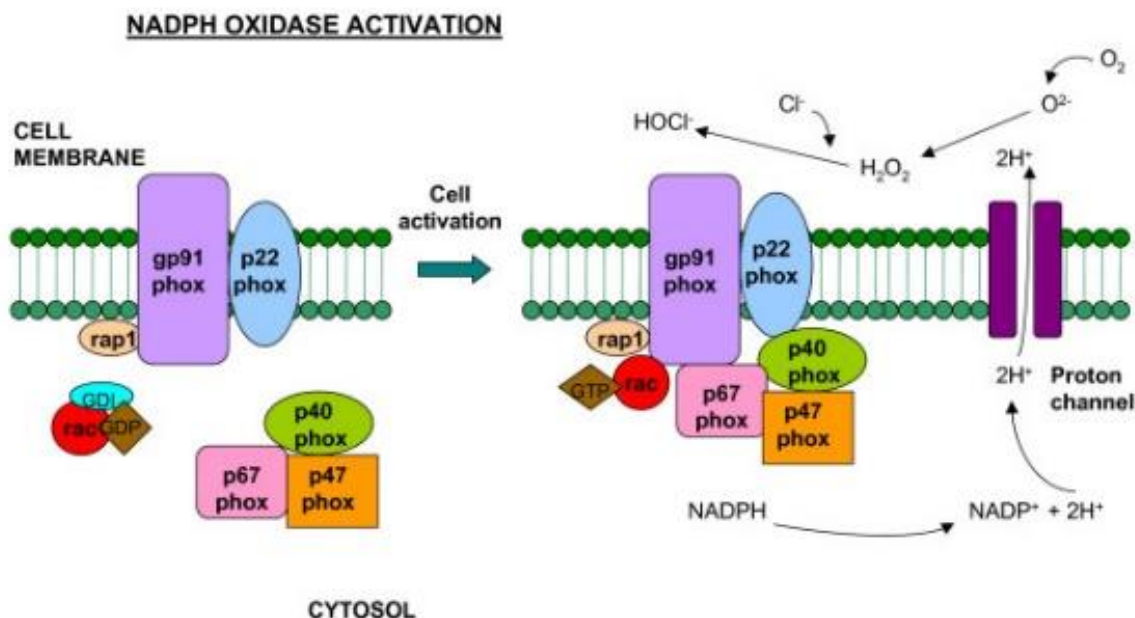 NADPH OXIDASE ACTIVATION
CELL
MEMBRANE
gp91
phox
p22
phox
rap1
GDI
rac
GDP
p40
phox
p67
phox
p47
phox
Cell
activation
O₂
O²⁻
Cl⁻
HOCl⁻
H₂O₂
2H⁺
gp91
phox
p22
phox
rap1
GTP
rac
p40
phox
p67
phox
p47
phox
2H⁺
Proton
channel
NADPH
NADP⁺ + 2H⁺
CYTOSOL